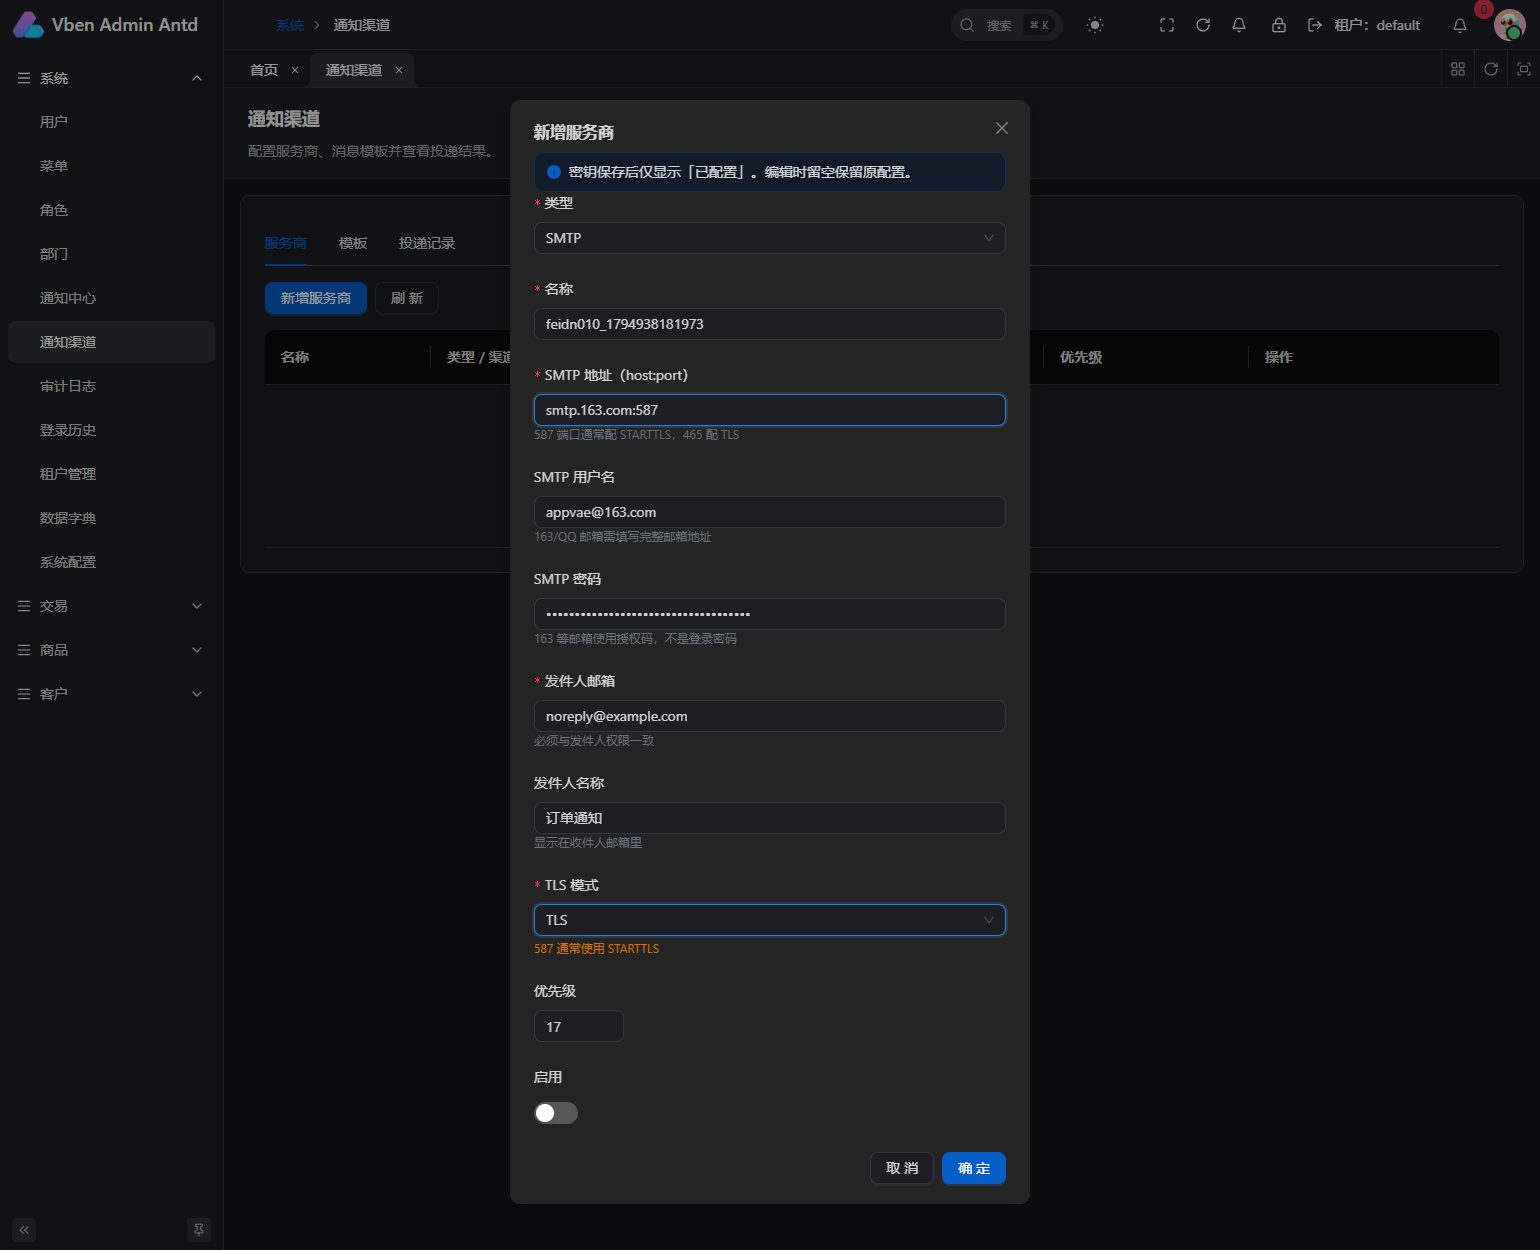 Vben Admin Antd
系统
用户
菜单
角色
部门
通知中心
通知渠道
审计日志
登录历史
租户管理
数据字典
系统配置
交易
商品
客户
系统 > 通知渠道
搜索 ⌘ K
租户：default
0
首页
通知渠道
通知渠道
配置服务商、消息模板并查看投递结果。
服务商 模板 投递记录
新增服务商 刷 新
名称 类型 / 渠道 优先级 操作
新增服务商
密钥保存后仅显示「已配置」。编辑时留空保留原配置。
* 类型
SMTP
* 名称
feidn010_1794938181973
* SMTP 地址（host:port）
smtp.163.com:587
587 端口通常配 STARTTLS，465 配 TLS
SMTP 用户名
appvae@163.com
163/QQ 邮箱需填写完整邮箱地址
SMTP 密码
••••••••••••••••••••••••••••••••••••
163 等邮箱使用授权码，不是登录密码
* 发件人邮箱
noreply@example.com
必须与发件人权限一致
发件人名称
订单通知
显示在收件人邮箱里
* TLS 模式
TLS
587 通常使用 STARTTLS
优先级
17
启用
取 消
确 定